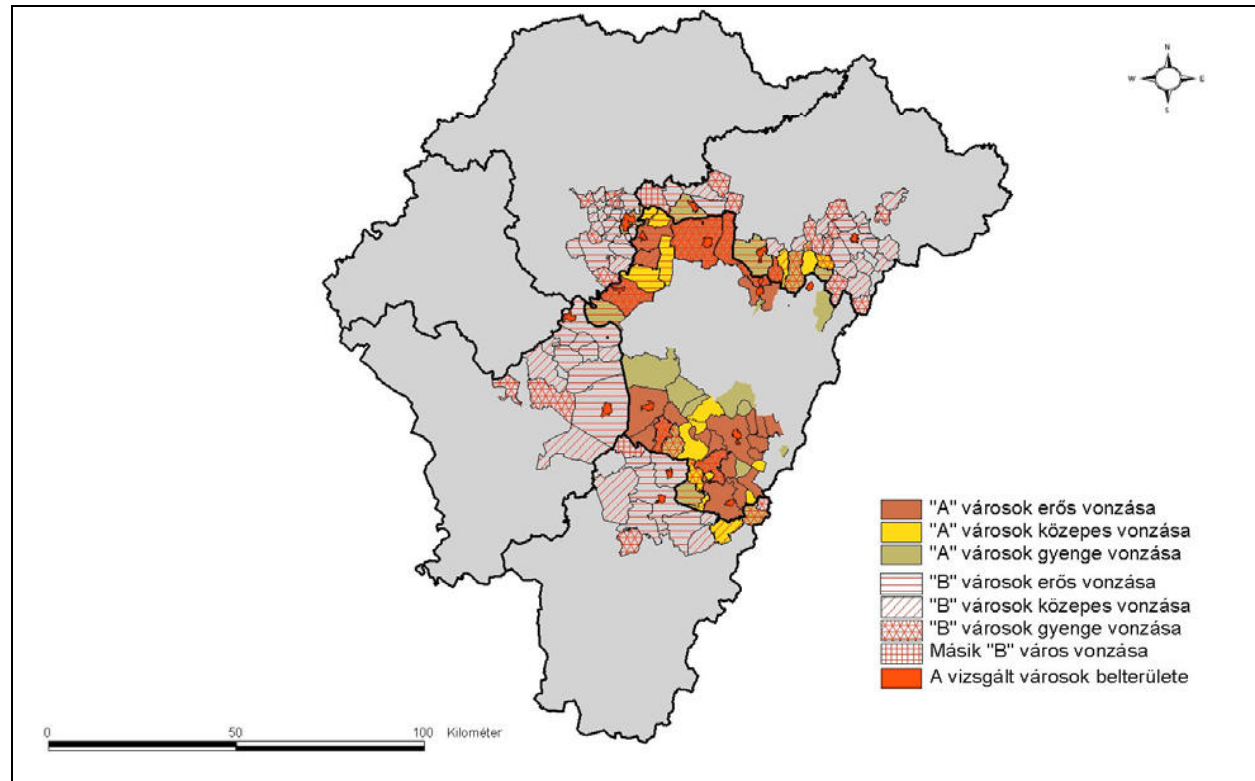 N
W E
S
"A" városok erős vonzása
"A" városok közepes vonzása
"A" városok gyenge vonzása
"B" városok erős vonzása
"B" városok közepes vonzása
"B" városok gyenge vonzása
Másik "B" város vonzása
A vizsgált városok belterülete
0 50 100 Kilométer